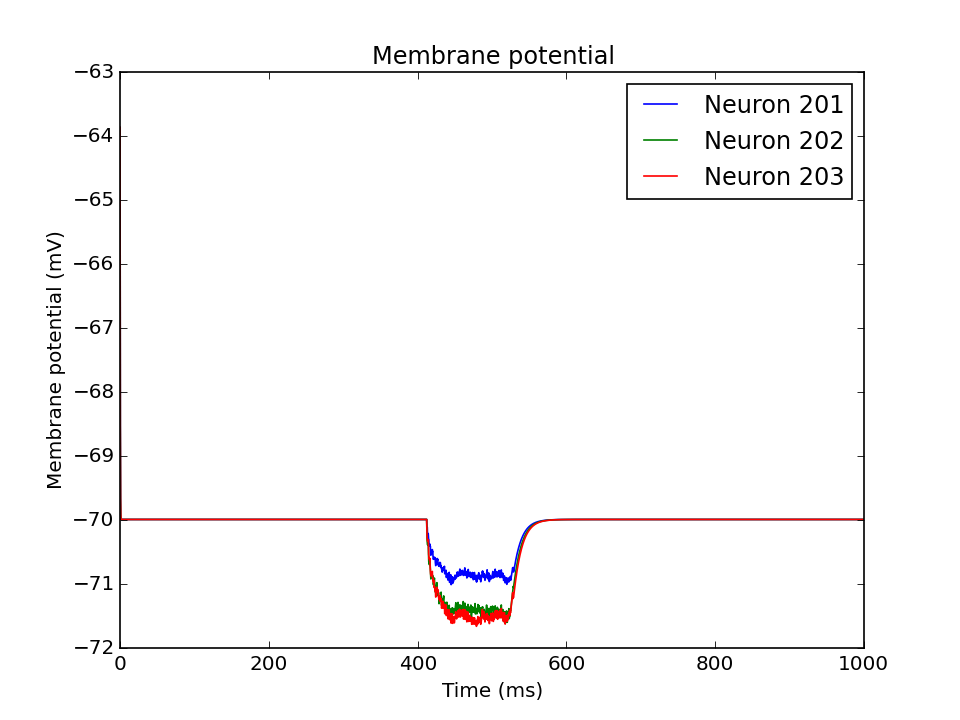 Membrane potential
−63
−64
−65
−66
−67
−68
−69
−70
−71
−72
Membrane potential (mV)
Neuron 201
Neuron 202
Neuron 203
0 200 400 600 800 1000
Time (ms)